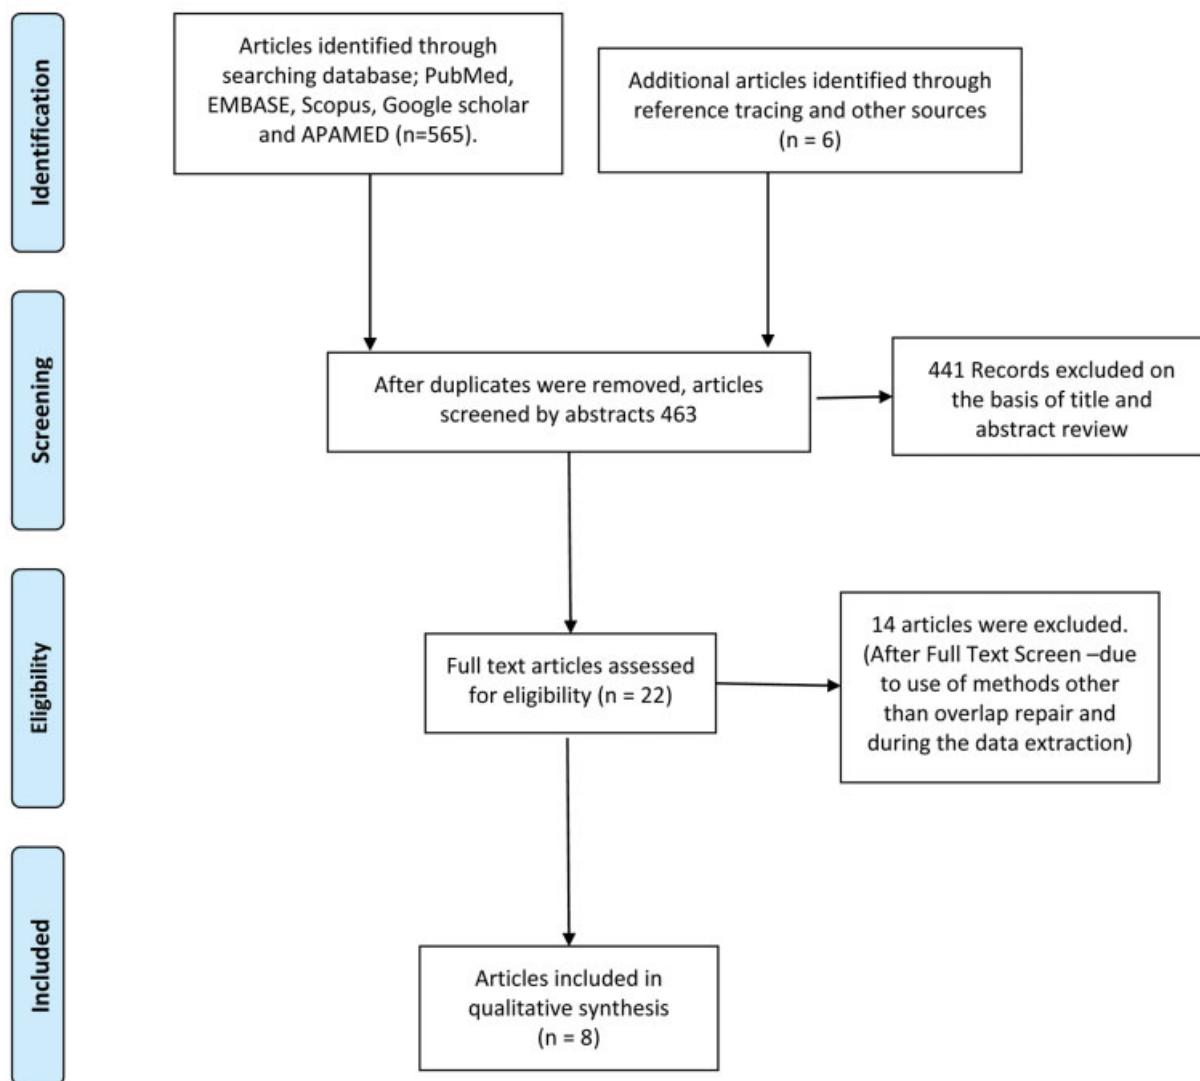 Identification
Articles identified through
searching database; PubMed,
EMBASE, Scopus, Google scholar
and APAMED (n=565).
Additional articles identified through
reference tracing and other sources
(n = 6)
Screening
After duplicates were removed, articles
screened by abstracts 463
441 Records excluded on
the basis of title and
abstract review
Eligibility
Full text articles assessed
for eligibility (n = 22)
14 articles were excluded.
(After Full Text Screen –due
to use of methods other
than overlap repair and
during the data extraction)
Included
Articles included in
qualitative synthesis
(n = 8)